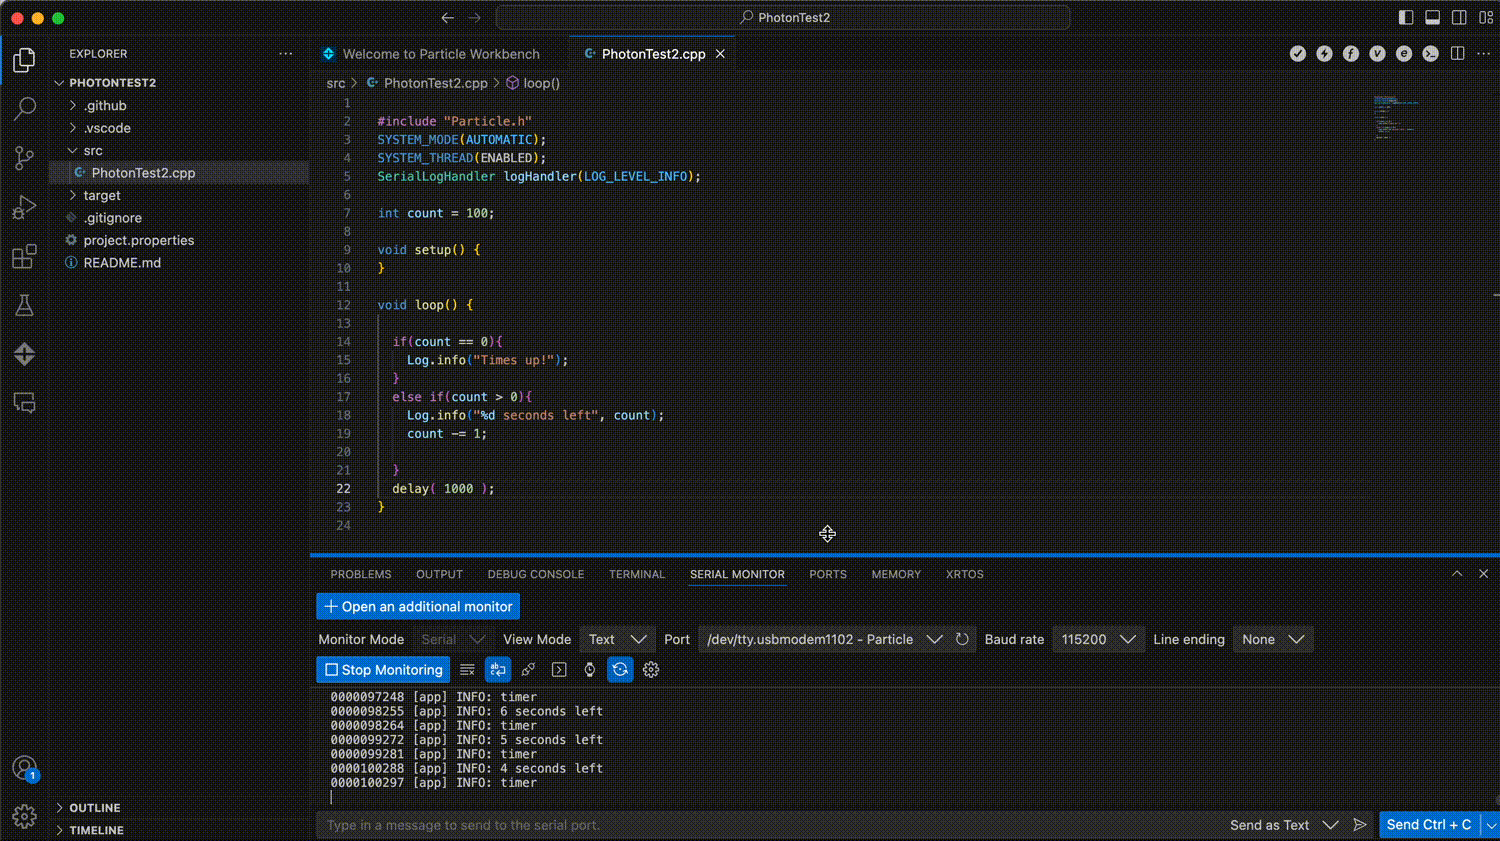 PhotonTest2
EXPLORER
PHOTONTEST2
.github
.vscode
src
PhotonTest2.cpp
target
.gitignore
project.properties
README.md
OUTLINE
TIMELINE
1
Welcome to Particle Workbench
PhotonTest2.cpp
src > PhotonTest2.cpp > loop()
1
2 #include "Particle.h"
3 SYSTEM_MODE(AUTOMATIC);
4 SYSTEM_THREAD(ENABLED);
5 SerialLogHandler logHandler(LOG_LEVEL_INFO);
6
7 int count = 100;
8
9 void setup() {
10 }
11
12 void loop() {
13
14 if(count == 0){
15 Log.info("Times up!");
16 }
17 else if(count > 0){
18 Log.info("%d seconds left", count);
19 count -= 1;
20
21 }
22 delay( 1000 );
23 }
24
PROBLEMS OUTPUT DEBUG CONSOLE TERMINAL SERIAL MONITOR PORTS MEMORY XRTOS
Open an additional monitor
Monitor Mode Serial View Mode Text Port /dev/tty.usbmodem1102 - Particle Baud rate 115200 Line ending None
Stop Monitoring
0000097248 [app] INFO: timer
0000098255 [app] INFO: 6 seconds left
0000098264 [app] INFO: timer
0000099272 [app] INFO: 5 seconds left
0000099281 [app] INFO: timer
0000100288 [app] INFO: 4 seconds left
0000100297 [app] INFO: timer
Type in a message to send to the serial port.
Send as Text
Send Ctrl + C